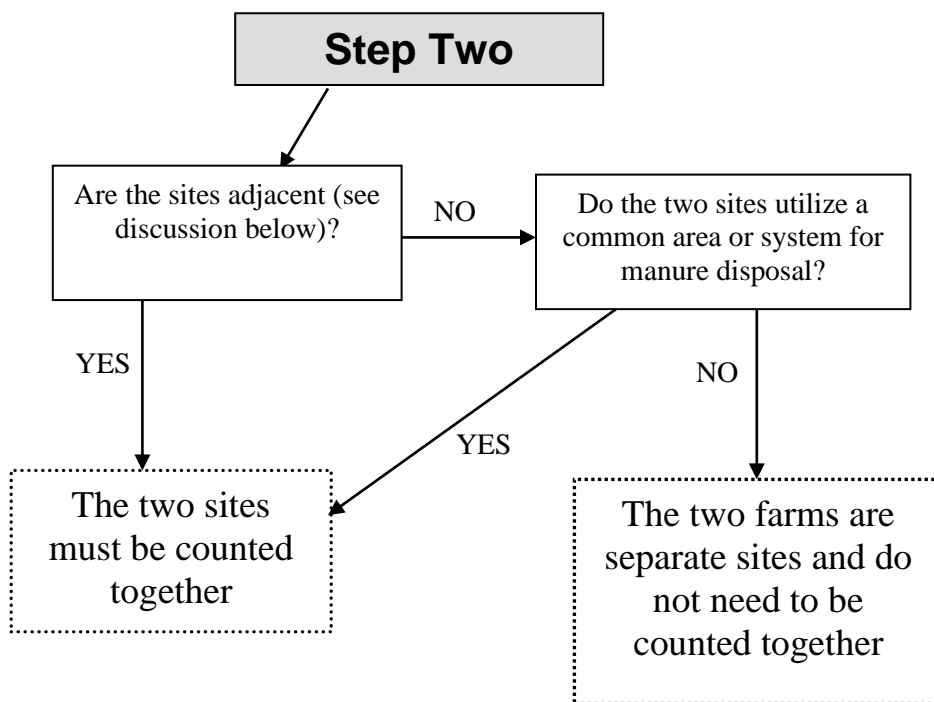 Step Two
Are the sites adjacent (see
discussion below)?
NO
Do the two sites utilize a
common area or system for
manure disposal?
YES
NO
YES
The two sites
must be counted
together
The two farms are
separate sites and do
not need to be
counted together